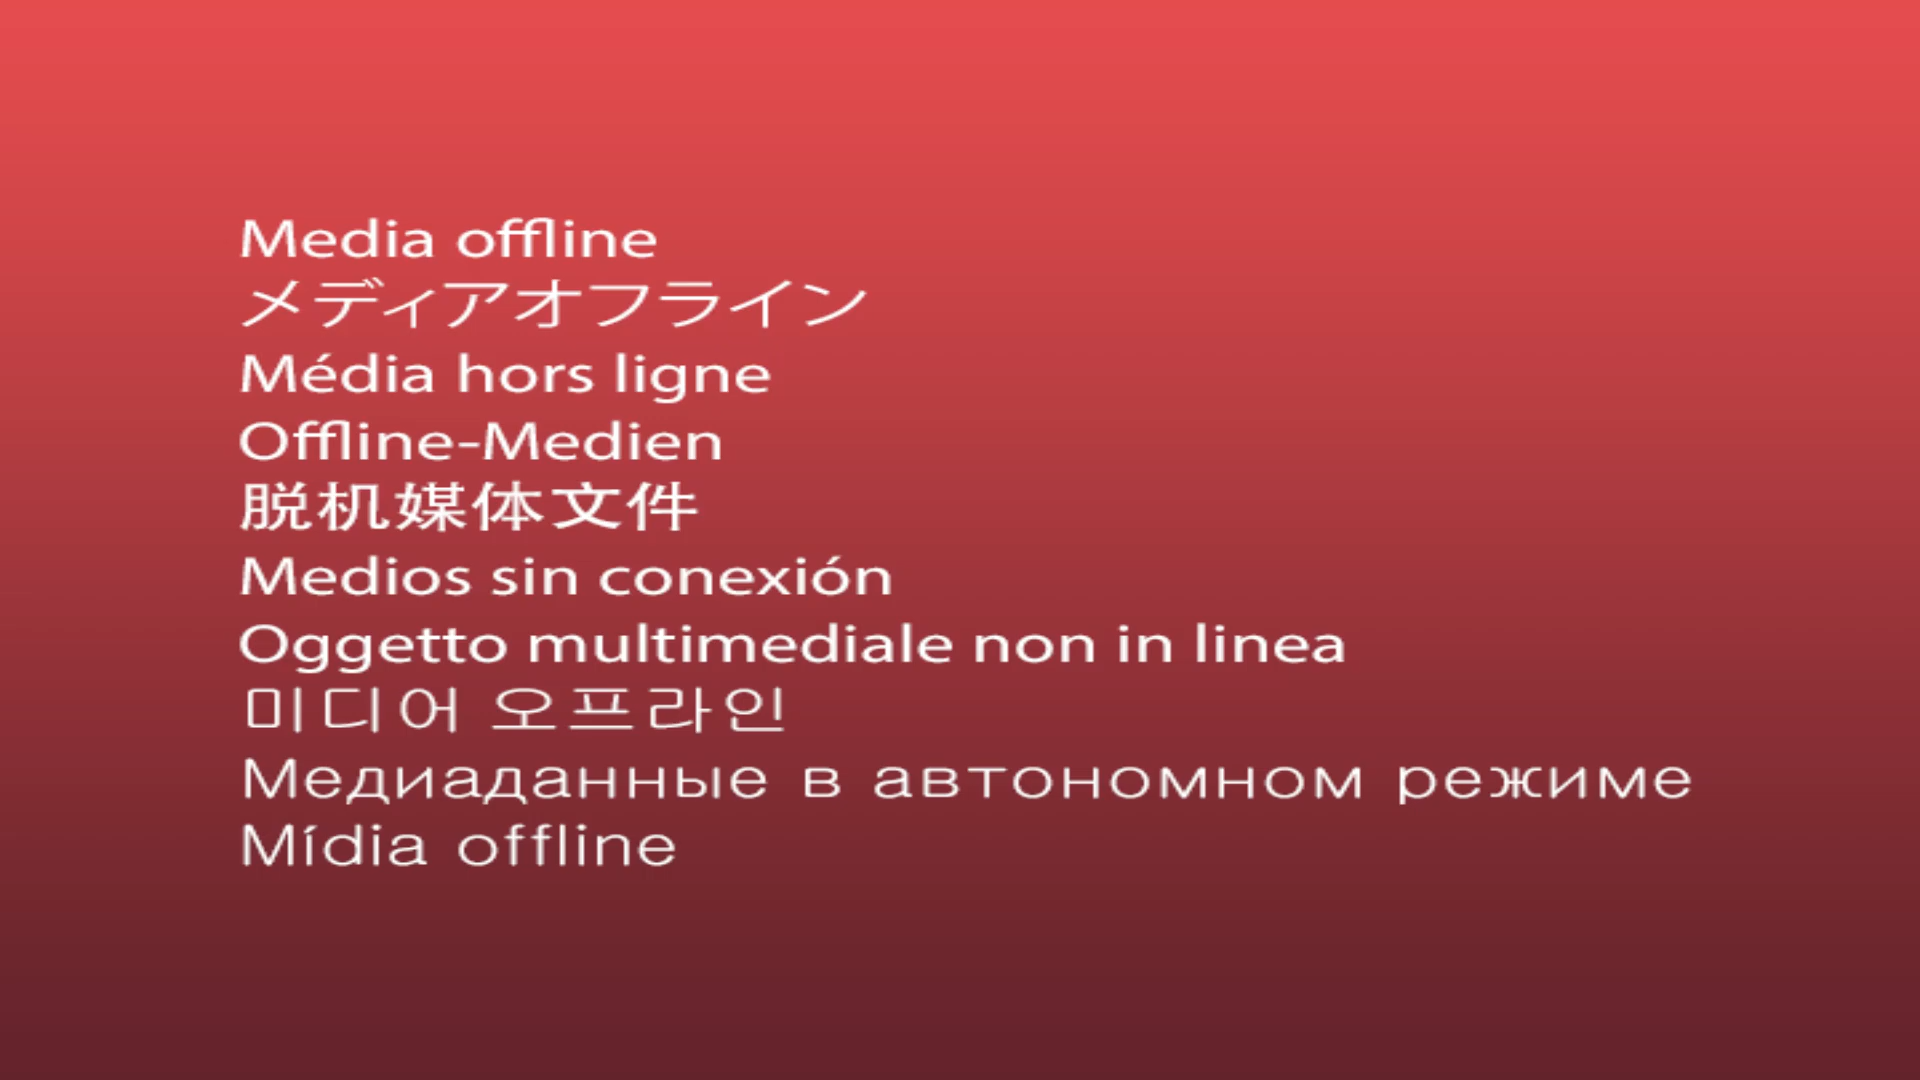 Media offline
メディアオフライン
Média hors ligne
Offline-Medien
脱机媒体文件
Medios sin conexión
Oggetto multimediale non in linea
미디어 오프라인
Медиаданные в автономном режиме
Mídia offline